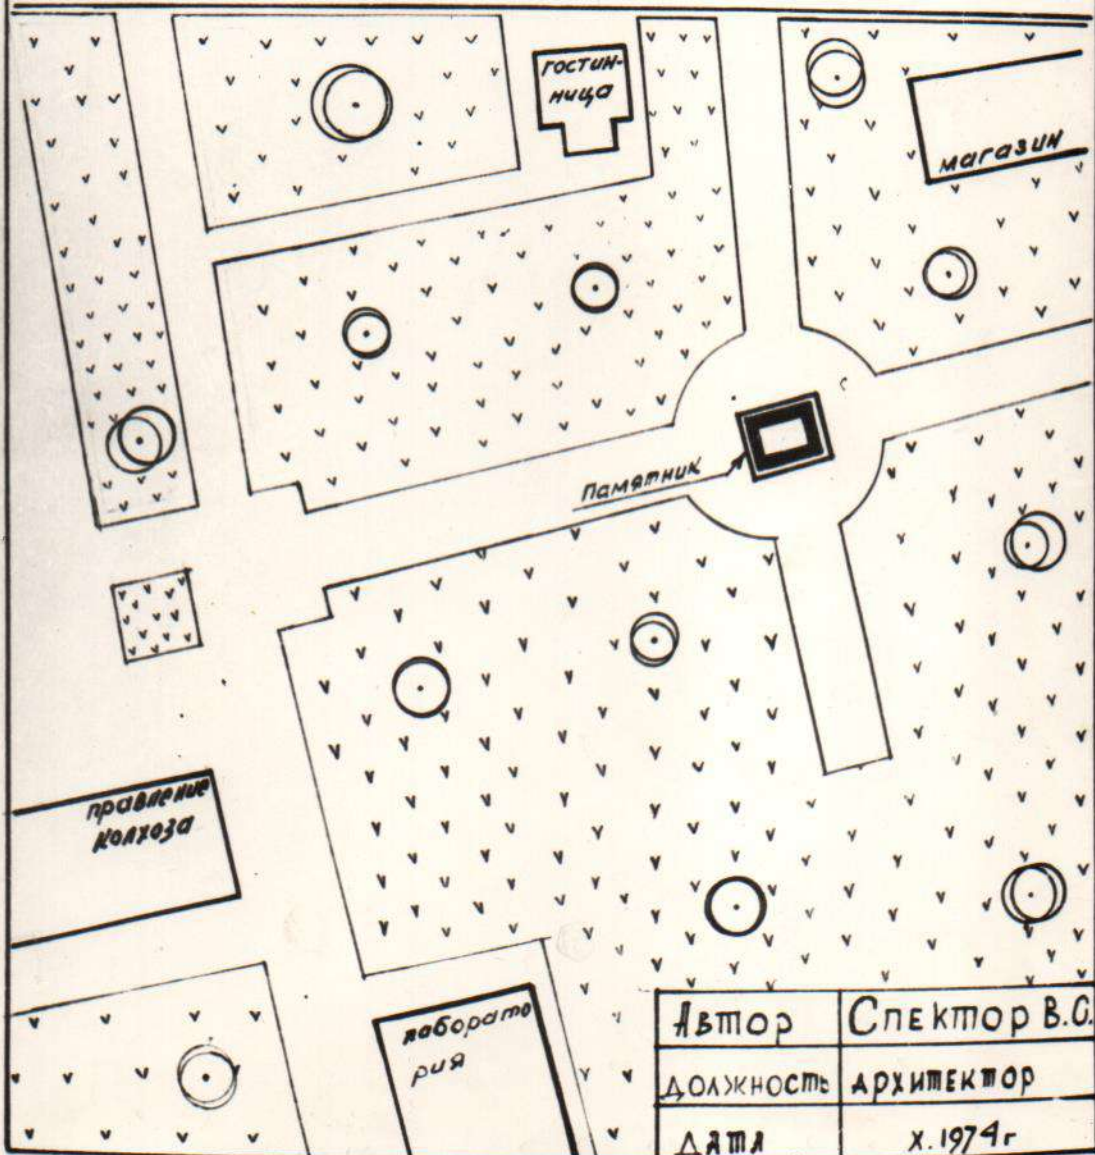 гостин-
ница
магазин
Памятник
правление
колхоза
лаборато
рия
Автор Спектор В.С.
должность архитектор
дата X.1974г